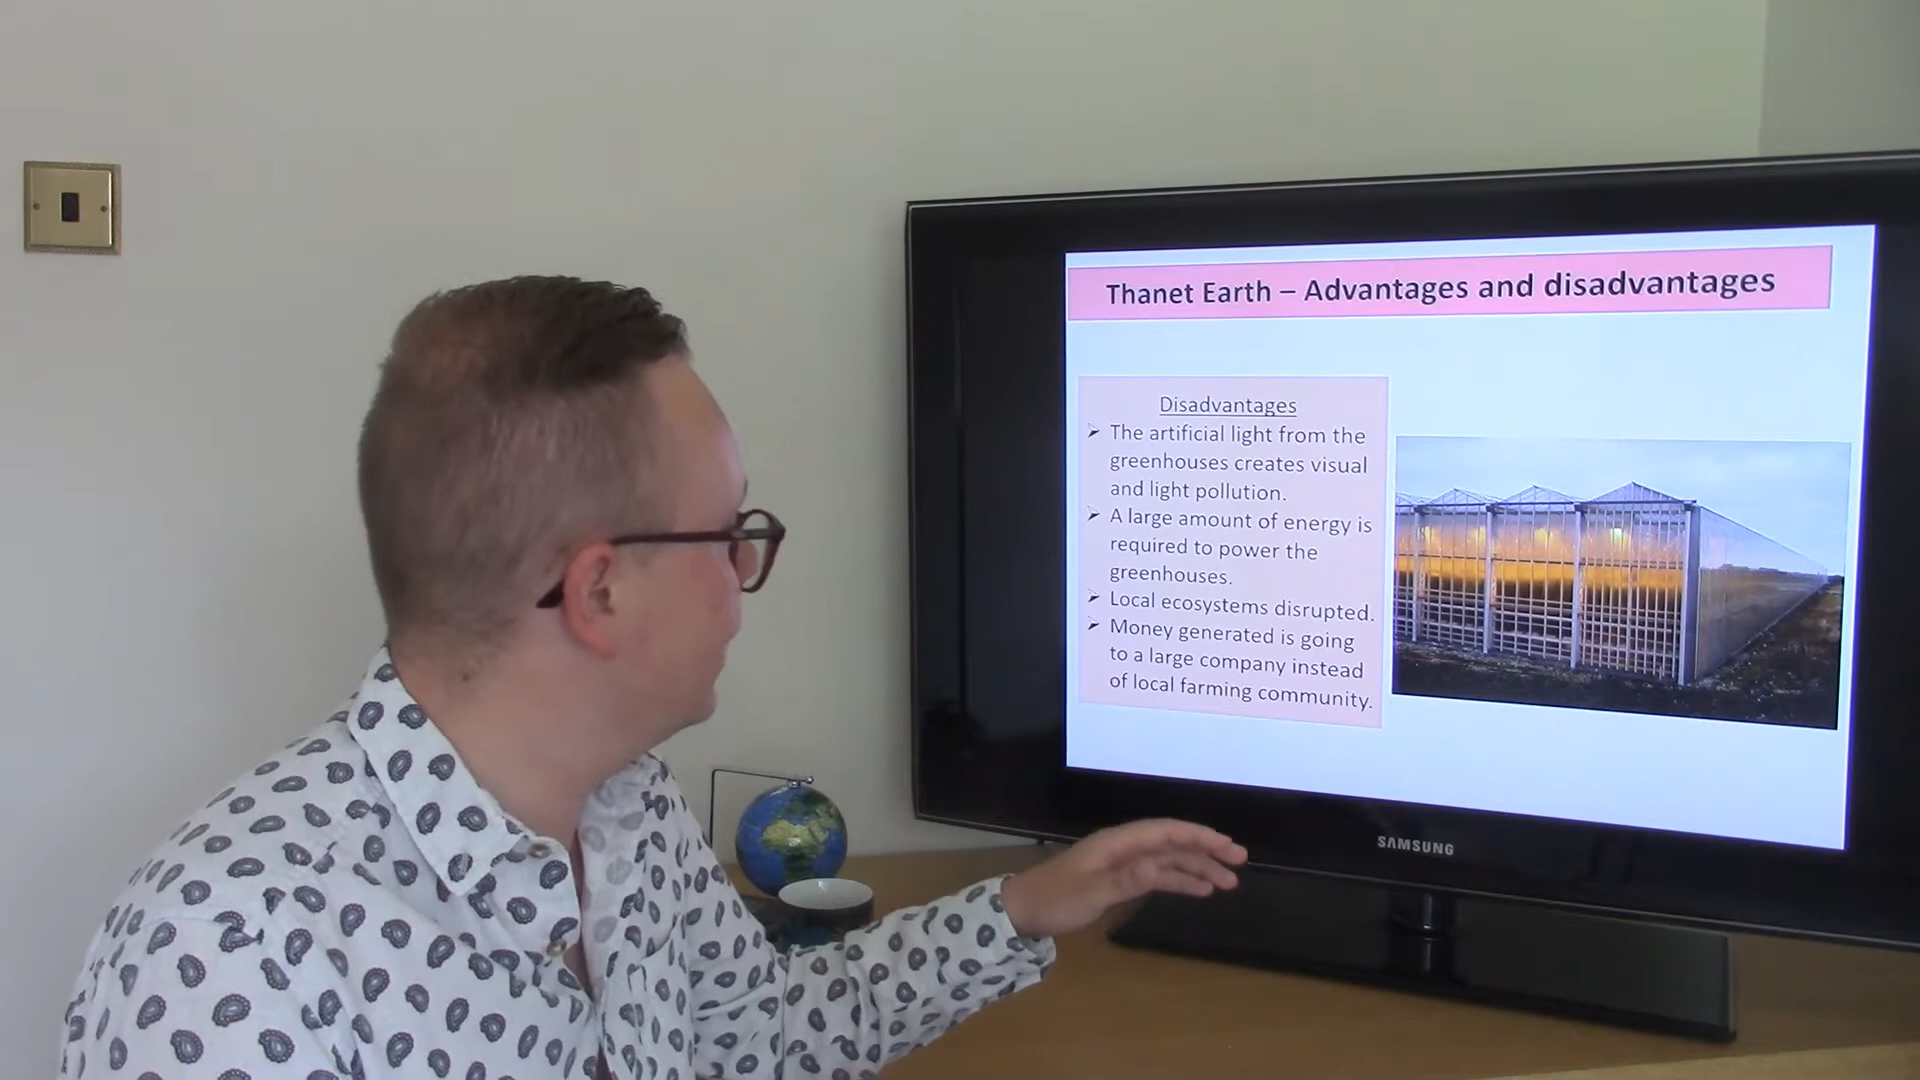 Thanet Earth – Advantages and disadvantages
Disadvantages
➢ The artificial light from the
greenhouses creates visual
and light pollution.
➢ A large amount of energy is
required to power the
greenhouses.
➢ Local ecosystems disrupted.
➢ Money generated is going
to a large company instead
of local farming community.
SAMSUNG